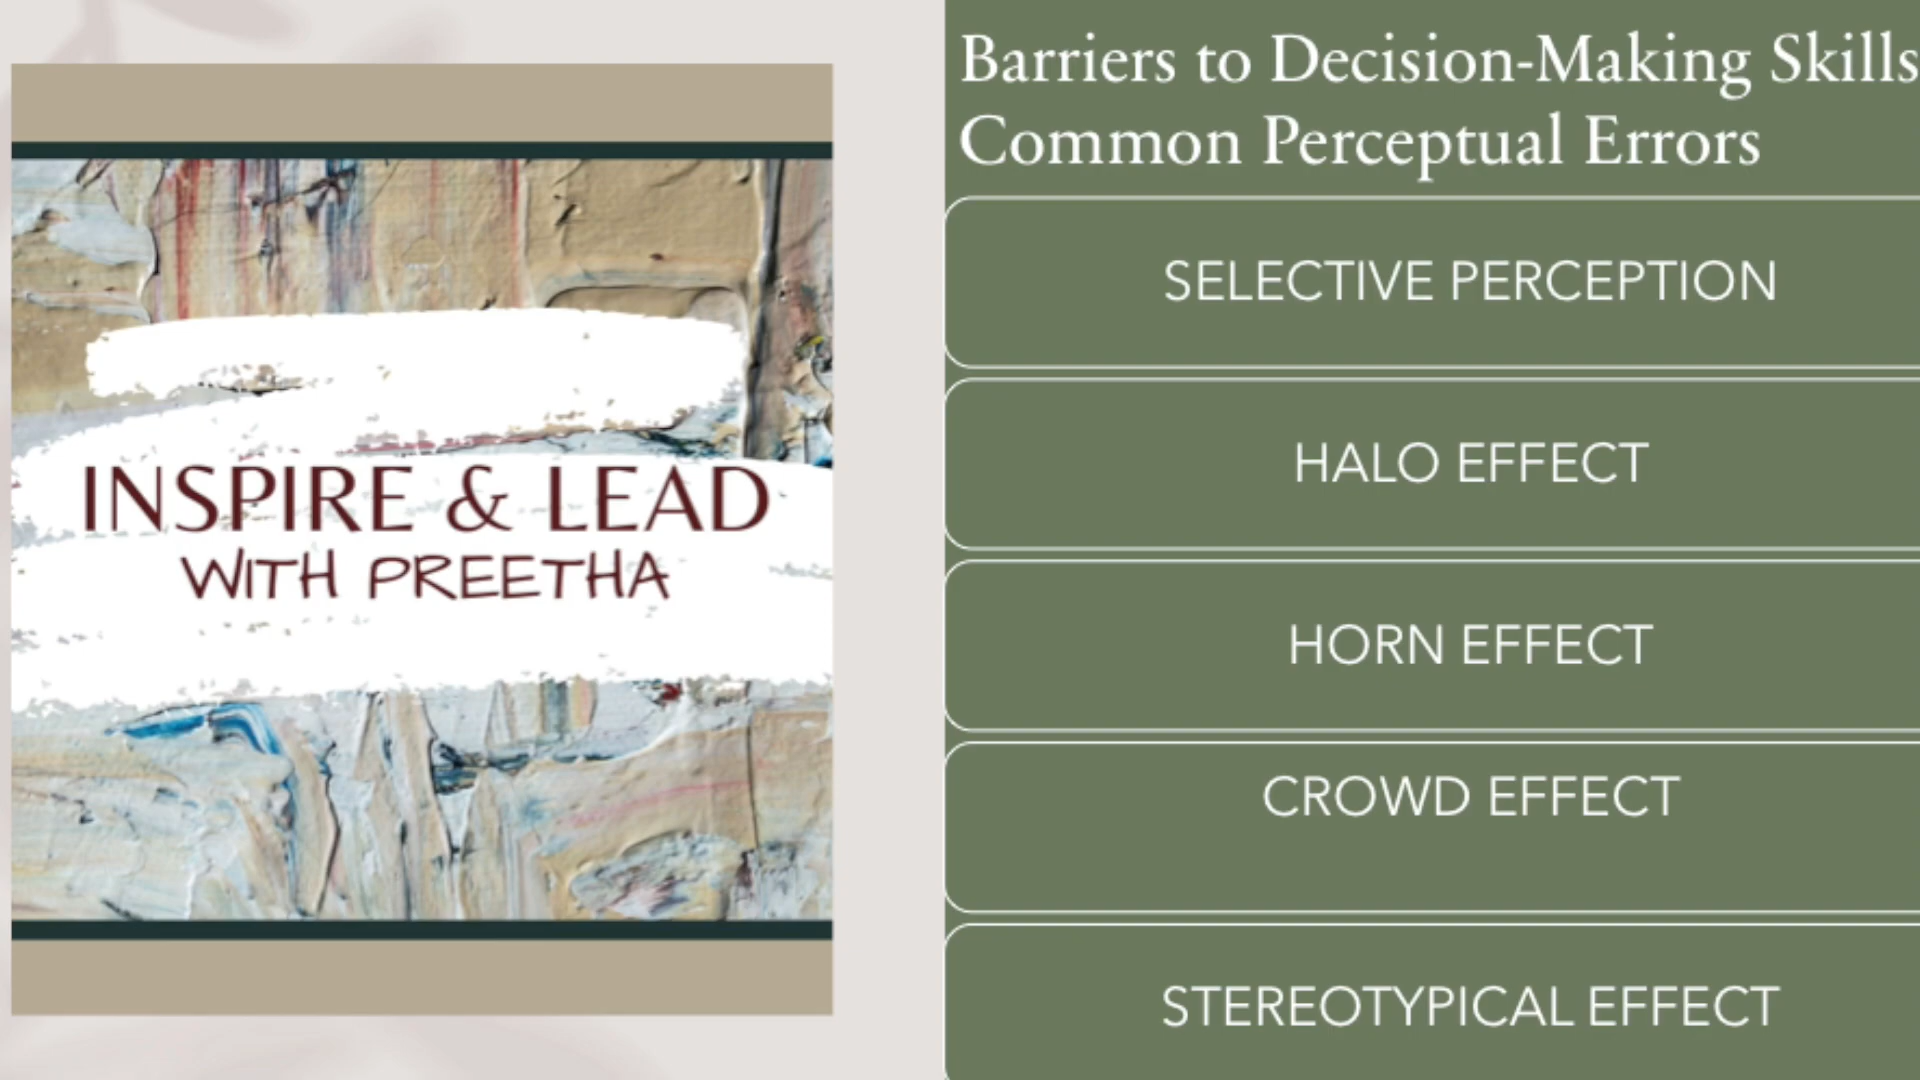 INSPIRE & LEAD
WITH PREETHA
Barriers to Decision-Making Skills
Common Perceptual Errors
SELECTIVE PERCEPTION
HALO EFFECT
HORN EFFECT
CROWD EFFECT
STEREOTYPICAL EFFECT